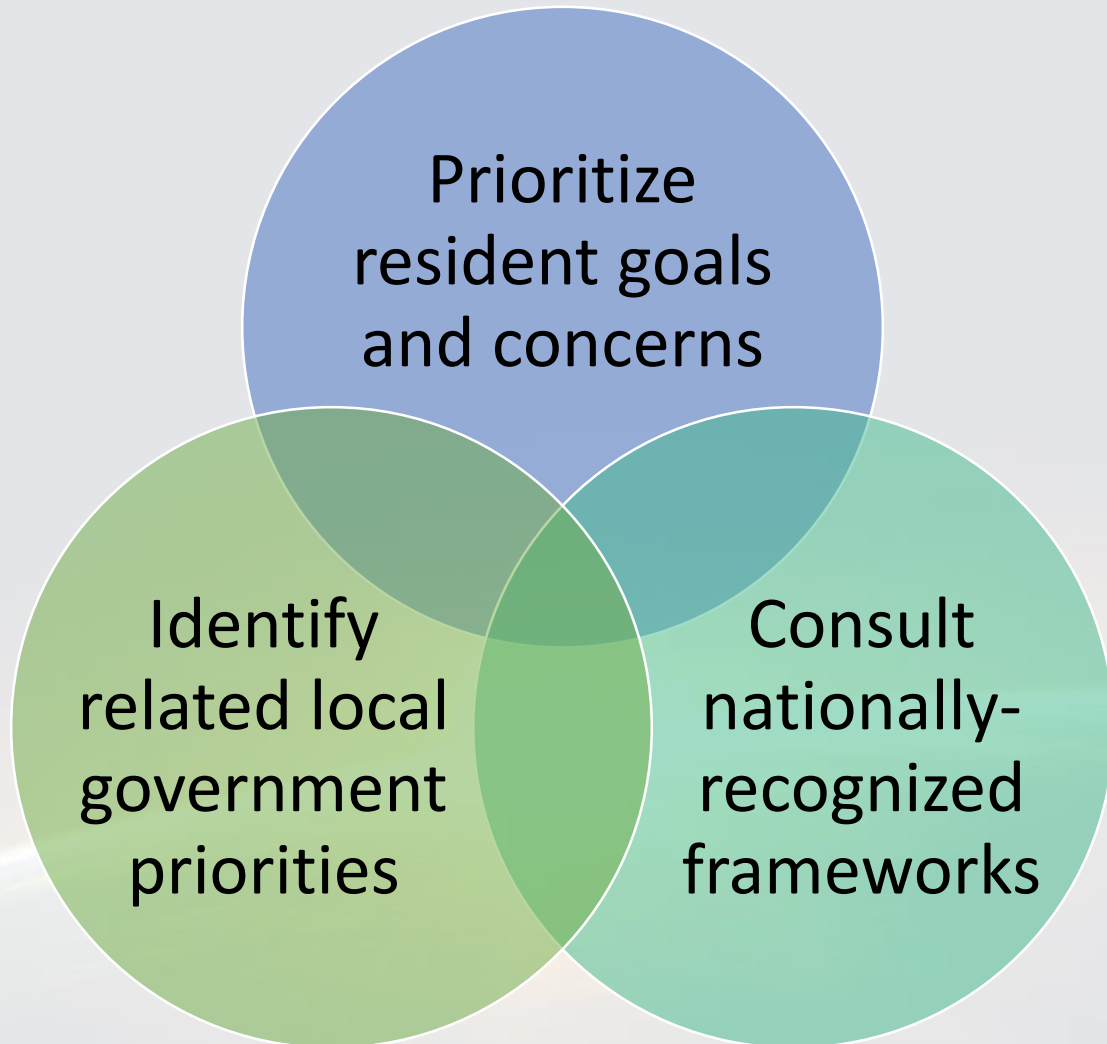 Prioritize
resident goals
and concerns
Identify
related local
government
priorities
Consult
nationally-
recognized
frameworks